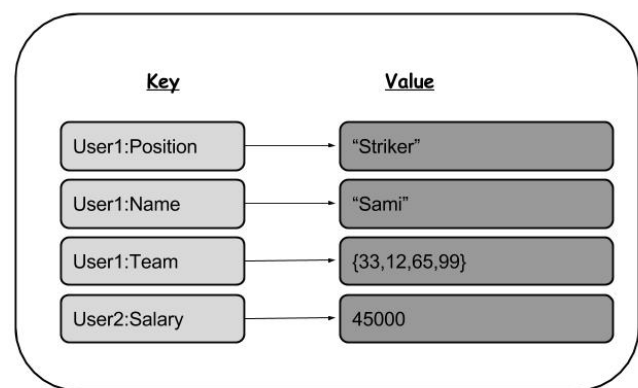 Key Value
User1:Position “Striker”
User1:Name “Sami”
User1:Team {33,12,65,99}
User2:Salary 45000